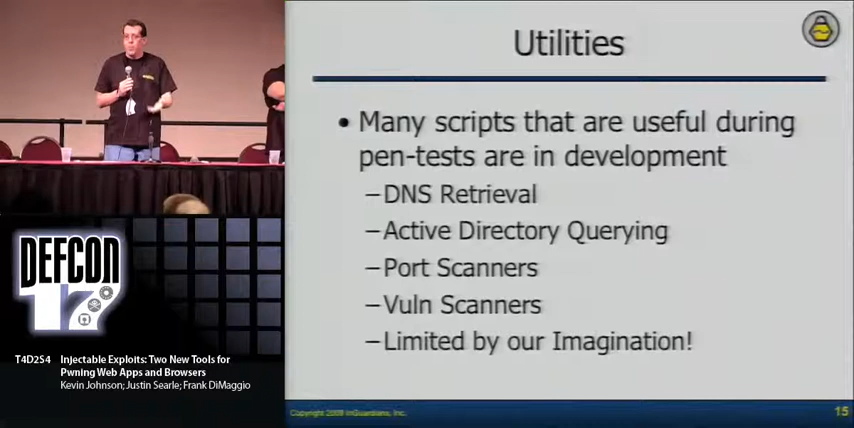 Utilities
• Many scripts that are useful during
pen-tests are in development
–DNS Retrieval
–Active Directory Querying
–Port Scanners
–Vuln Scanners
–Limited by our Imagination!
Copyright 2009 InGuardians, Inc.
15
DEFCON
17
T4D2S4 Injectable Exploits: Two New Tools for
Pwning Web Apps and Browsers
Kevin Johnson; Justin Searle; Frank DiMaggio